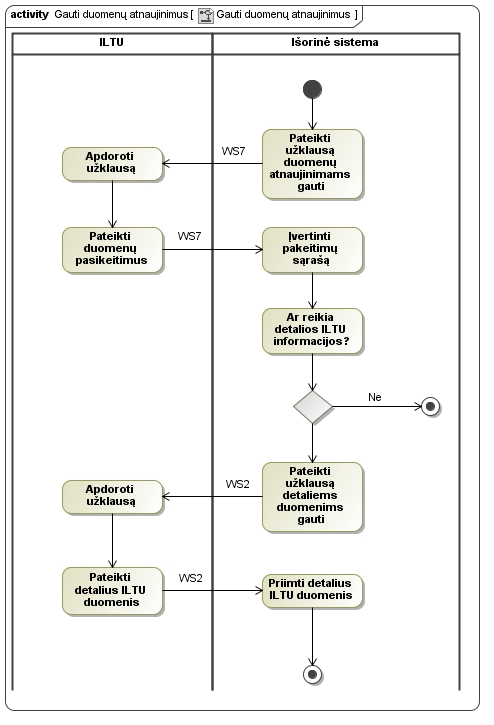 activity Gauti duomenų atnaujinimus [ Gauti duomenų atnaujinimus ]
ILTU
Išorinė sistema
Pateikti
užklausą
duomenų
atnaujinimams
gauti
WS7
Apdoroti
užklausą
Pateikti
duomenų
pasikeitimus
WS7
Įvertinti
pakeitimų
sąrašą
Ar reikia
detalios ILTU
informacijos?
Ne
Pateikti
užklausą
detaliems
duomenims
gauti
WS2
Apdoroti
užklausą
Pateikti
detalius ILTU
duomenis
WS2
Priimti detalius
ILTU duomenis